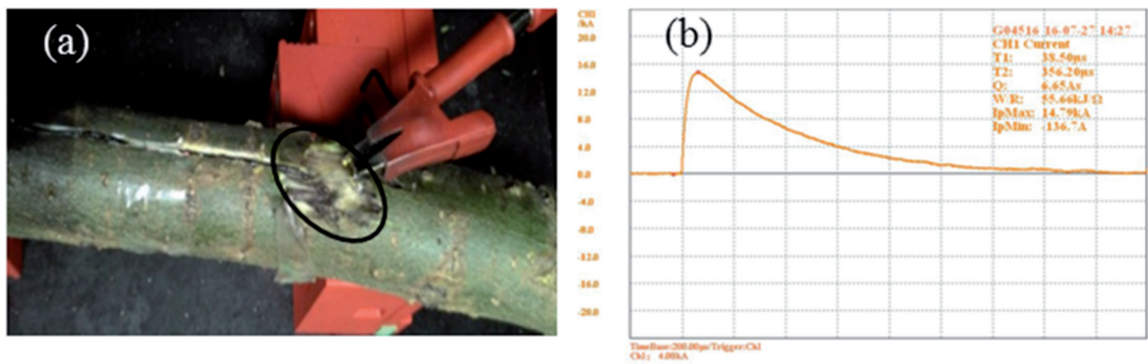 (a)
CH1
/kA
20.0
16.0
12.0
8.0
4.0
0.0
-4.0
-8.0
-12.0
-16.0
-20.0
(b)
G04516 16-07-27 14:27
CH1 Current
T1: 38.50μs
T2: 356.20μs
Q: 6.65As
W/R: 55.66kJ/Ω
IpMax: 14.79kA
IpMin: -136.7A
TimeBase:200.00μs/Trigger:Ch1
Ch1: 4.00kA